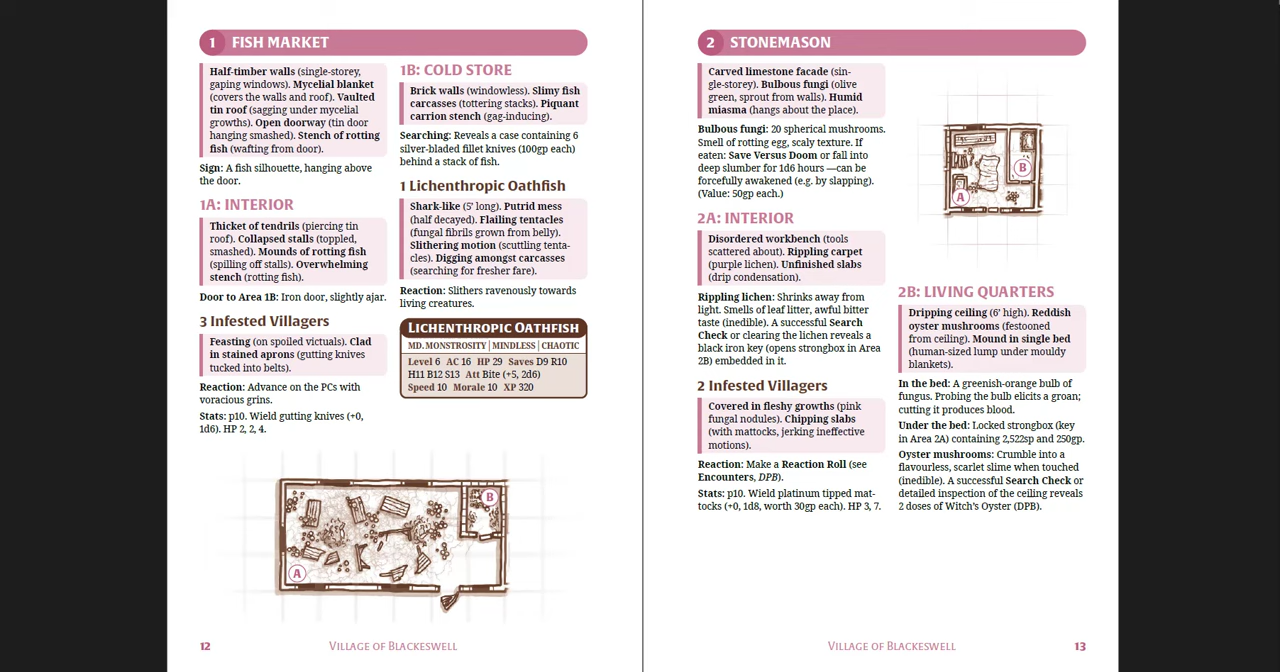 1 FISH MARKET
Half-timber walls (single-storey,
gaping windows). Mycelial blanket
(covers the walls and roof). Vaulted
tin roof (sagging under mycelial
growths). Open doorway (tin door
hanging smashed). Stench of rotting
fish (wafting from door).
Sign: A fish silhouette, hanging above
the door.
1A: INTERIOR
Thicket of tendrils (piercing tin
roof). Collapsed stalls (toppled,
smashed). Mounds of rotting fish
(spilling off stalls). Overwhelming
stench (rotting fish).
Door to Area 1B: Iron door, slightly ajar.
3 Infested Villagers
Feasting (on spoiled victuals). Clad
in stained aprons (gutting knives
tucked into belts).
Reaction: Advance on the PCs with
voracious grins.
Stats: p10. Wield gutting knives (+0,
1d6). HP 2, 2, 4.
1B: COLD STORE
Brick walls (windowless). Slimy fish
carcasses (tottering stacks). Piquant
carrion stench (gag-inducing).
Searching: Reveals a case containing 6
silver-bladed fillet knives (100gp each)
behind a stack of fish.
1 Lichenthropic Oathfish
Shark-like (5' long). Putrid mess
(half decayed). Flailing tentacles
(fungal fibrils grown from belly).
Slithering motion (scuttling tenta-
cles). Digging amongst carcasses
(searching for fresher fare).
Reaction: Slithers ravenously towards
living creatures.
LICHENTHROPIC OATHFISH
MD. MONSTROSITY | MINDLESS | CHAOTIC
Level 6 AC 16 HP 29 Saves D9 R10
H11 B12 S13 Att Bite (+5, 2d6)
Speed 10 Morale 10 XP 320
B
A
12
VILLAGE OF BLACKESWELL
2 STONEMASON
Carved limestone facade (sin-
gle-storey). Bulbous fungi (olive
green, sprout from walls). Humid
miasma (hangs about the place).
Bulbous fungi: 20 spherical mushrooms.
Smell of rotting egg, scaly texture. If
eaten: Save Versus Doom or fall into
deep slumber for 1d6 hours —can be
forcefully awakened (e.g. by slapping).
(Value: 50gp each.)
2A: INTERIOR
Disordered workbench (tools
scattered about). Rippling carpet
(purple lichen). Unfinished slabs
(drip condensation).
Rippling lichen: Shrinks away from
light. Smells of leaf litter, awful bitter
taste (inedible). A successful Search
Check or clearing the lichen reveals a
black iron key (opens strongbox in Area
2B) embedded in it.
2 Infested Villagers
Covered in fleshy growths (pink
fungal nodules). Chipping slabs
(with mattocks, jerking ineffective
motions).
Reaction: Make a Reaction Roll (see
Encounters, DPB).
Stats: p10. Wield platinum tipped mat-
tocks (+0, 1d8, worth 30gp each). HP 3, 7.
B
A
2B: LIVING QUARTERS
Dripping ceiling (6' high). Reddish
oyster mushrooms (festooned
from ceiling). Mound in single bed
(human-sized lump under mouldy
blankets).
In the bed: A greenish-orange bulb of
fungus. Probing the bulb elicits a groan;
cutting it produces blood.
Under the bed: Locked strongbox (key
in Area 2A) containing 2,522sp and 250gp.
Oyster mushrooms: Crumble into a
flavourless, scarlet slime when touched
(inedible). A successful Search Check or
detailed inspection of the ceiling reveals
2 doses of Witch's Oyster (DPB).
VILLAGE OF BLACKESWELL
13